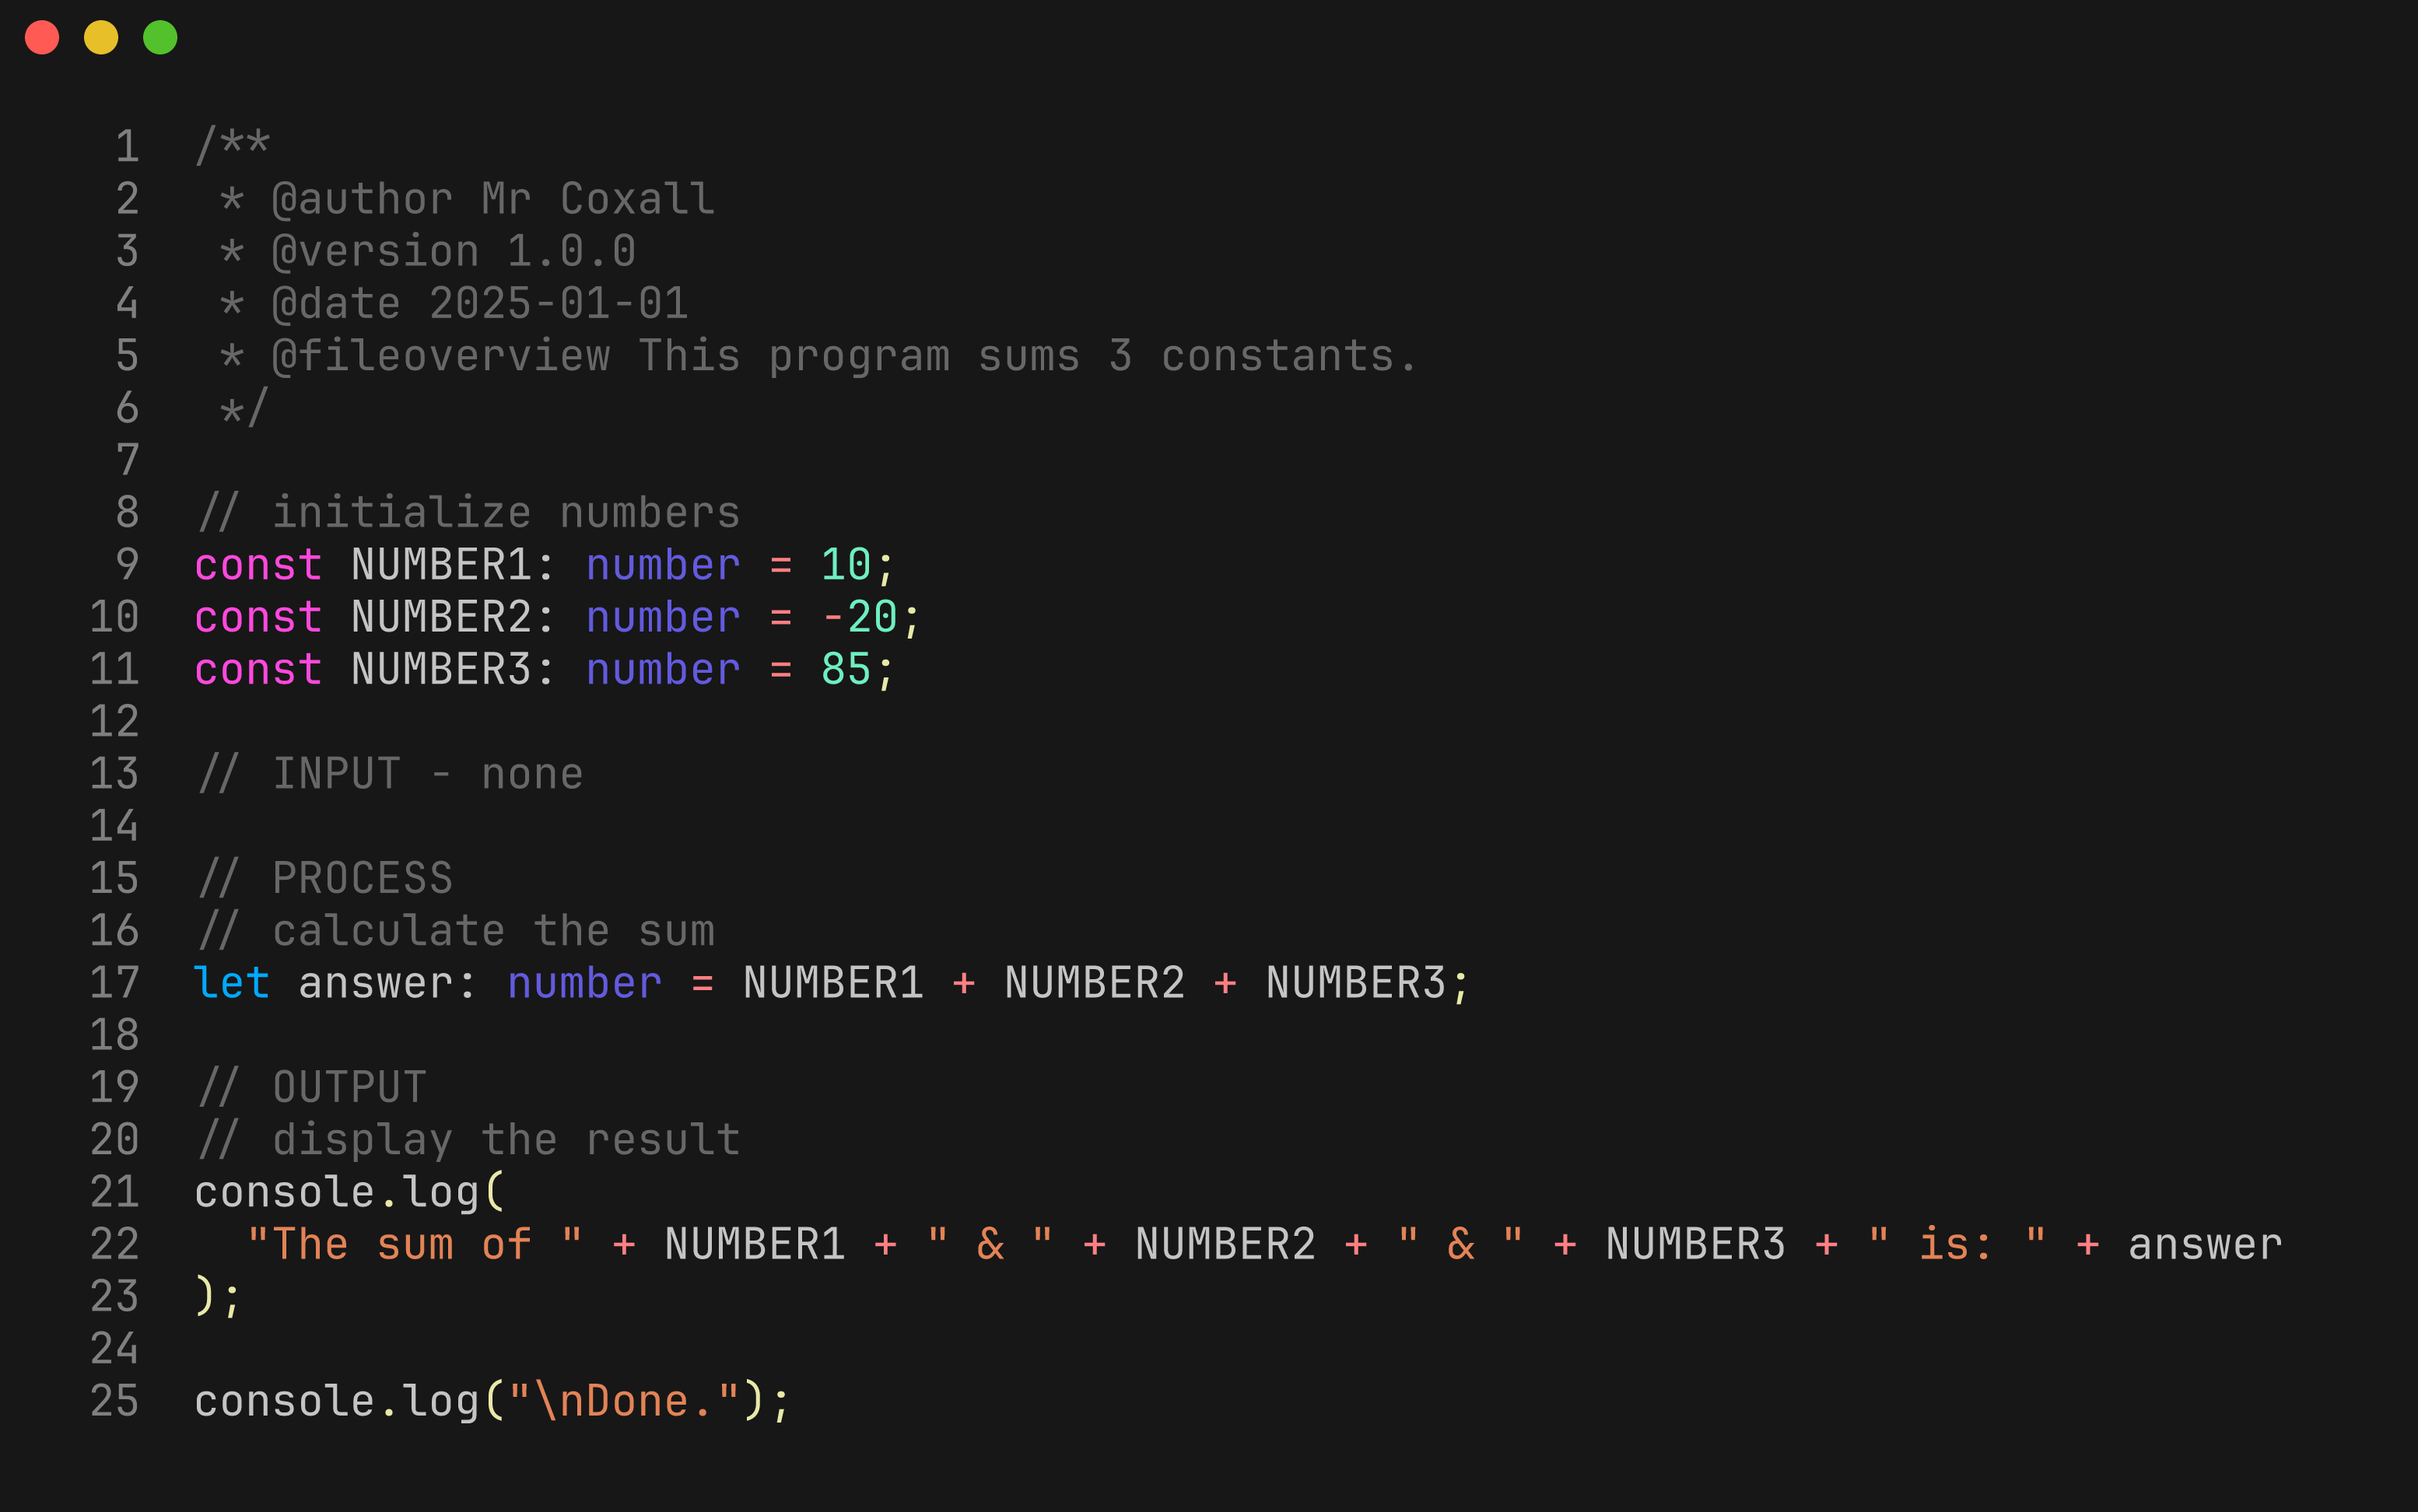 1 /**
2  * @author Mr Coxall
3  * @version 1.0.0
4  * @date 2025-01-01
5  * @fileoverview This program sums 3 constants.
6  */
7
8 // initialize numbers
9 const NUMBER1: number = 10;
10 const NUMBER2: number = -20;
11 const NUMBER3: number = 85;
12
13 // INPUT - none
14
15 // PROCESS
16 // calculate the sum
17 let answer: number = NUMBER1 + NUMBER2 + NUMBER3;
18
19 // OUTPUT
20 // display the result
21 console.log(
22   "The sum of " + NUMBER1 + " & " + NUMBER2 + " & " + NUMBER3 + " is: " + answer
23 );
24
25 console.log("\nDone.");